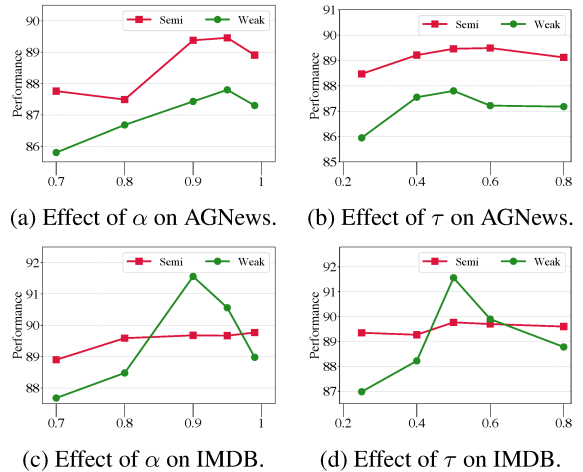 90
89
88
87
86
Performance
Semi
Weak
0.7
0.8
0.9
1
(a) Effect of α on AGNews.
91
90
89
88
87
86
85
Performance
Semi
Weak
0.2
0.4
0.6
0.8
(b) Effect of τ on AGNews.
92
91
90
89
88
Performance
Semi
Weak
0.7
0.8
0.9
1
(c) Effect of α on IMDB.
92
91
90
89
88
87
Performance
Semi
Weak
0.2
0.4
0.6
0.8
(d) Effect of τ on IMDB.